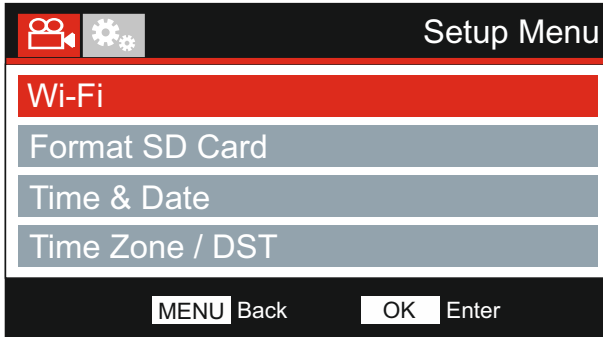 Setup Menu
Wi-Fi
Format SD Card
Time & Date
Time Zone / DST
MENU Back OK Enter